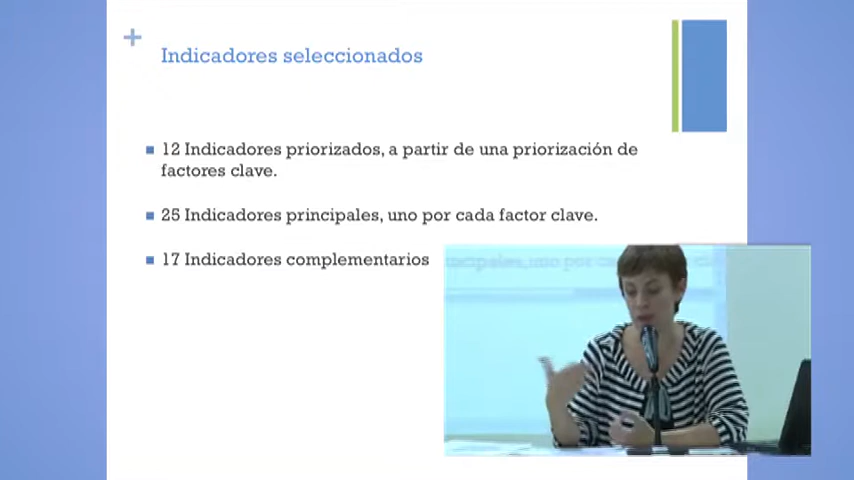 +
Indicadores seleccionados
12 Indicadores priorizados, a partir de una priorización de
factores clave.
25 Indicadores principales, uno por cada factor clave.
17 Indicadores complementarios